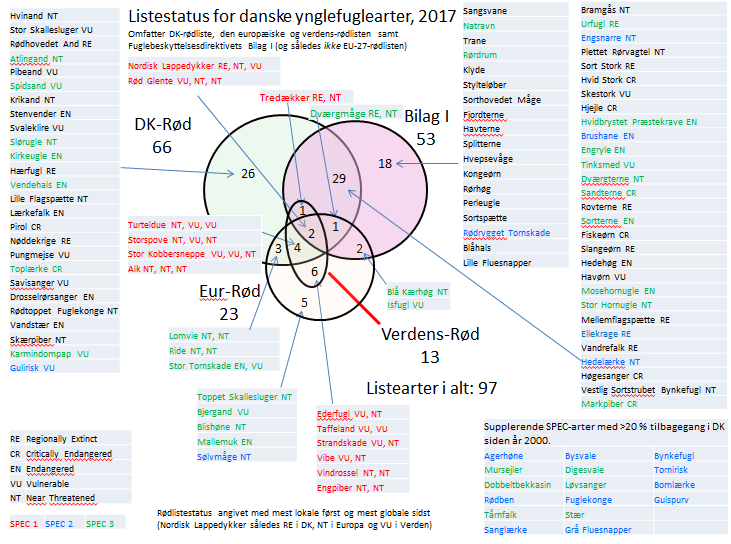 Listestatus for danske ynglefuglearter, 2017
Omfatter DK-rødliste, den europæiske og verdens-rødlisten samt
Fuglebeskyttelsesdirektivets Bilag I (og således ikke EU-27-rødlisten)
Hvinand NT
Stor Skallesluger VU
Rødhovedet And RE
Atlingand NT
Pibeand VU
Spidsand VU
Krikand NT
Stenvender EN
Svaleklire VU
Slørugle NT
Kirkeugle EN
Hærfugl RE
Vendehals EN
Lille Flagspætte NT
Lærkefalk EN
Pirol CR
Nøddekrige RE
Pungmejse VU
Toplærke CR
Savisanger VU
Drosselrørsanger EN
Rødtoppet Fuglekonge NT
Vandstær EN
Skærpiber NT
Karmindompap VU
Gulirisk VU
Nordisk Lappedykker RE, NT, VU
Rød Glente VU, NT, NT
Tredækker RE, NT
Dværgmåge RE, NT
DK-Rød
66
Bilag I
53
26
29
18
1
2
1
3
4
2
6
5
Turteldue NT, VU, VU
Storspove NT, VU, NT
Stor Kobbersneppe VU, VU, NT
Alk NT, NT, NT
Eur-Rød
23
Blå Kærhøg NT
Isfugl VU
Verdens-Rød
13
Lomvie NT, NT
Ride NT, NT
Stor Tornskade EN, VU
Listearter i alt: 97
Toppet Skallesluger NT
Bjergand VU
Blishøne NT
Mallemuk EN
Sølvmåge NT
Ederfugl VU, NT
Taffeland VU, VU
Strandskade VU, NT
Vibe VU, NT
Vindrossel NT, NT
Engpiber NT, NT
Sangsvane
Natravn
Trane
Rørdrum
Klyde
Stylteløber
Sorthovedet Måge
Fjordterne
Havterne
Splitterne
Hvepsevåge
Kongeørn
Rørhøg
Perleugle
Sortspætte
Rødrygget Tornskade
Blåhals
Lille Fluesnapper
Bramgås NT
Urfugl RE
Engsnarre NT
Plettet Rørvagtel NT
Sort Stork RE
Hvid Stork CR
Skestork VU
Hjejle CR
Hvidbrystet Præstekrave EN
Brushane EN
Engryle EN
Tinksmed VU
Dværgterne NT
Sandterne CR
Rovterne RE
Sortterne EN
Fiskeørn CR
Slangeørn RE
Hedehøg EN
Havørn VU
Mosehornugle EN
Stor Hornugle NT
Mellemflagspætte RE
Ellekrage RE
Vandrefalk RE
Hedelærke NT
Høgesanger CR
Vestlig Sortstrubet Bynkefugl NT
Markpiber CR
RE Regionally Extinct
CR Critically Endangered
EN Endangered
VU Vulnerable
NT Near Threatened
SPEC 1 SPEC 2 SPEC 3
Rødlistestatus angivet med mest lokale først og mest globale sidst
(Nordisk Lappedykker således RE i DK, NT i Europa og VU i Verden)
Supplerende SPEC-arter med >20 % tilbagegang i DK
siden år 2000.
Agerhøne Bysvale Bynkefugl
Mursejler Digesvale Tornirisk
Dobbeltbekkasin Løvsanger Bomlærke
Rødben Fuglekonge Gulspurv
Tårnfalk Stær
Sanglærke Grå Fluesnapper